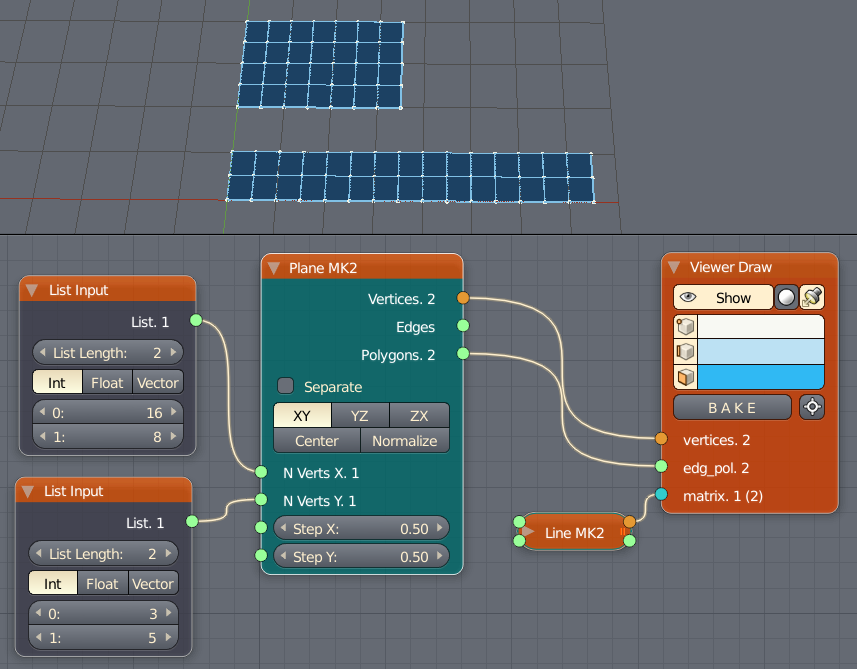 List Input
List. 1
List Length: 2
Int Float Vector
0: 16
1: 8
List Input
List. 1
List Length: 2
Int Float Vector
0: 3
1: 5
Plane MK2
Vertices. 2
Edges
Polygons. 2
Separate
XY YZ ZX
Center Normalize
N Verts X. 1
N Verts Y. 1
Step X: 0.50
Step Y: 0.50
Line MK2
Viewer Draw
Show
BAKE
vertices. 2
edg_pol. 2
matrix. 1 (2)